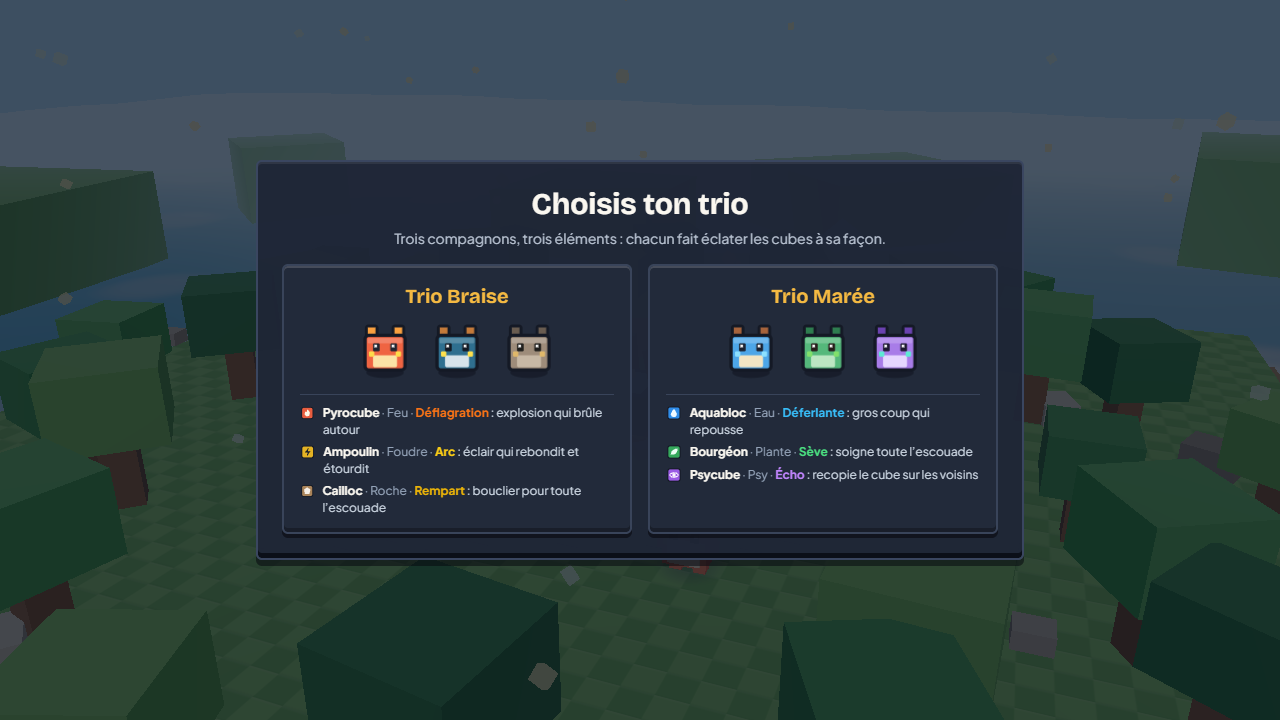 Choisis ton trio
Trois compagnons, trois éléments : chacun fait éclater les cubes à sa façon.
Trio Braise
Pyrocube · Feu · Déflagration : explosion qui brûle
autour
Ampoulin · Foudre · Arc : éclair qui rebondit et
étourdit
Cailloc · Roche · Rempart : bouclier pour toute
l'escouade
Trio Marée
Aquabloc · Eau · Déferlante : gros coup qui
repousse
Bourgéon · Plante · Sève : soigne toute l'escouade
Psycube · Psy · Écho : recopie le cube sur les voisins